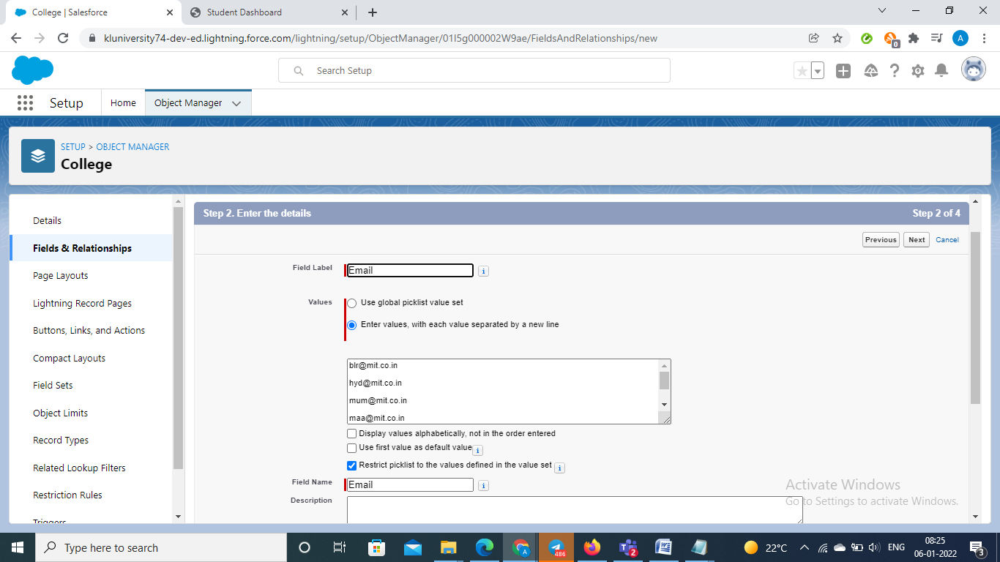 College | Salesforce
Student Dashboard
kluniversity74-dev-ed.lightning.force.com/lightning/setup/ObjectManager/01I5g000002W9ae/FieldsAndRelationships/new
0
A
Search Setup
Setup
Home
Object Manager
SETUP > OBJECT MANAGER
College
Details
Fields & Relationships
Page Layouts
Lightning Record Pages
Buttons, Links, and Actions
Compact Layouts
Field Sets
Object Limits
Record Types
Related Lookup Filters
Restriction Rules
Triggers
Step 2. Enter the details
Step 2 of 4
Previous
Next
Cancel
Field Label
Email
i
Values
Use global picklist value set
Enter values, with each value separated by a new line
blr@mit.co.in
hyd@mit.co.in
mum@mit.co.in
maa@mit.co.in
Display values alphabetically, not in the order entered
Use first value as default value
i
Restrict picklist to the values defined in the value set
i
Field Name
Email
i
Description
Activate Windows
Go to Settings to activate Windows.
Type here to search
A
486
2
22°C
ENG
08:25
06-01-2022
3